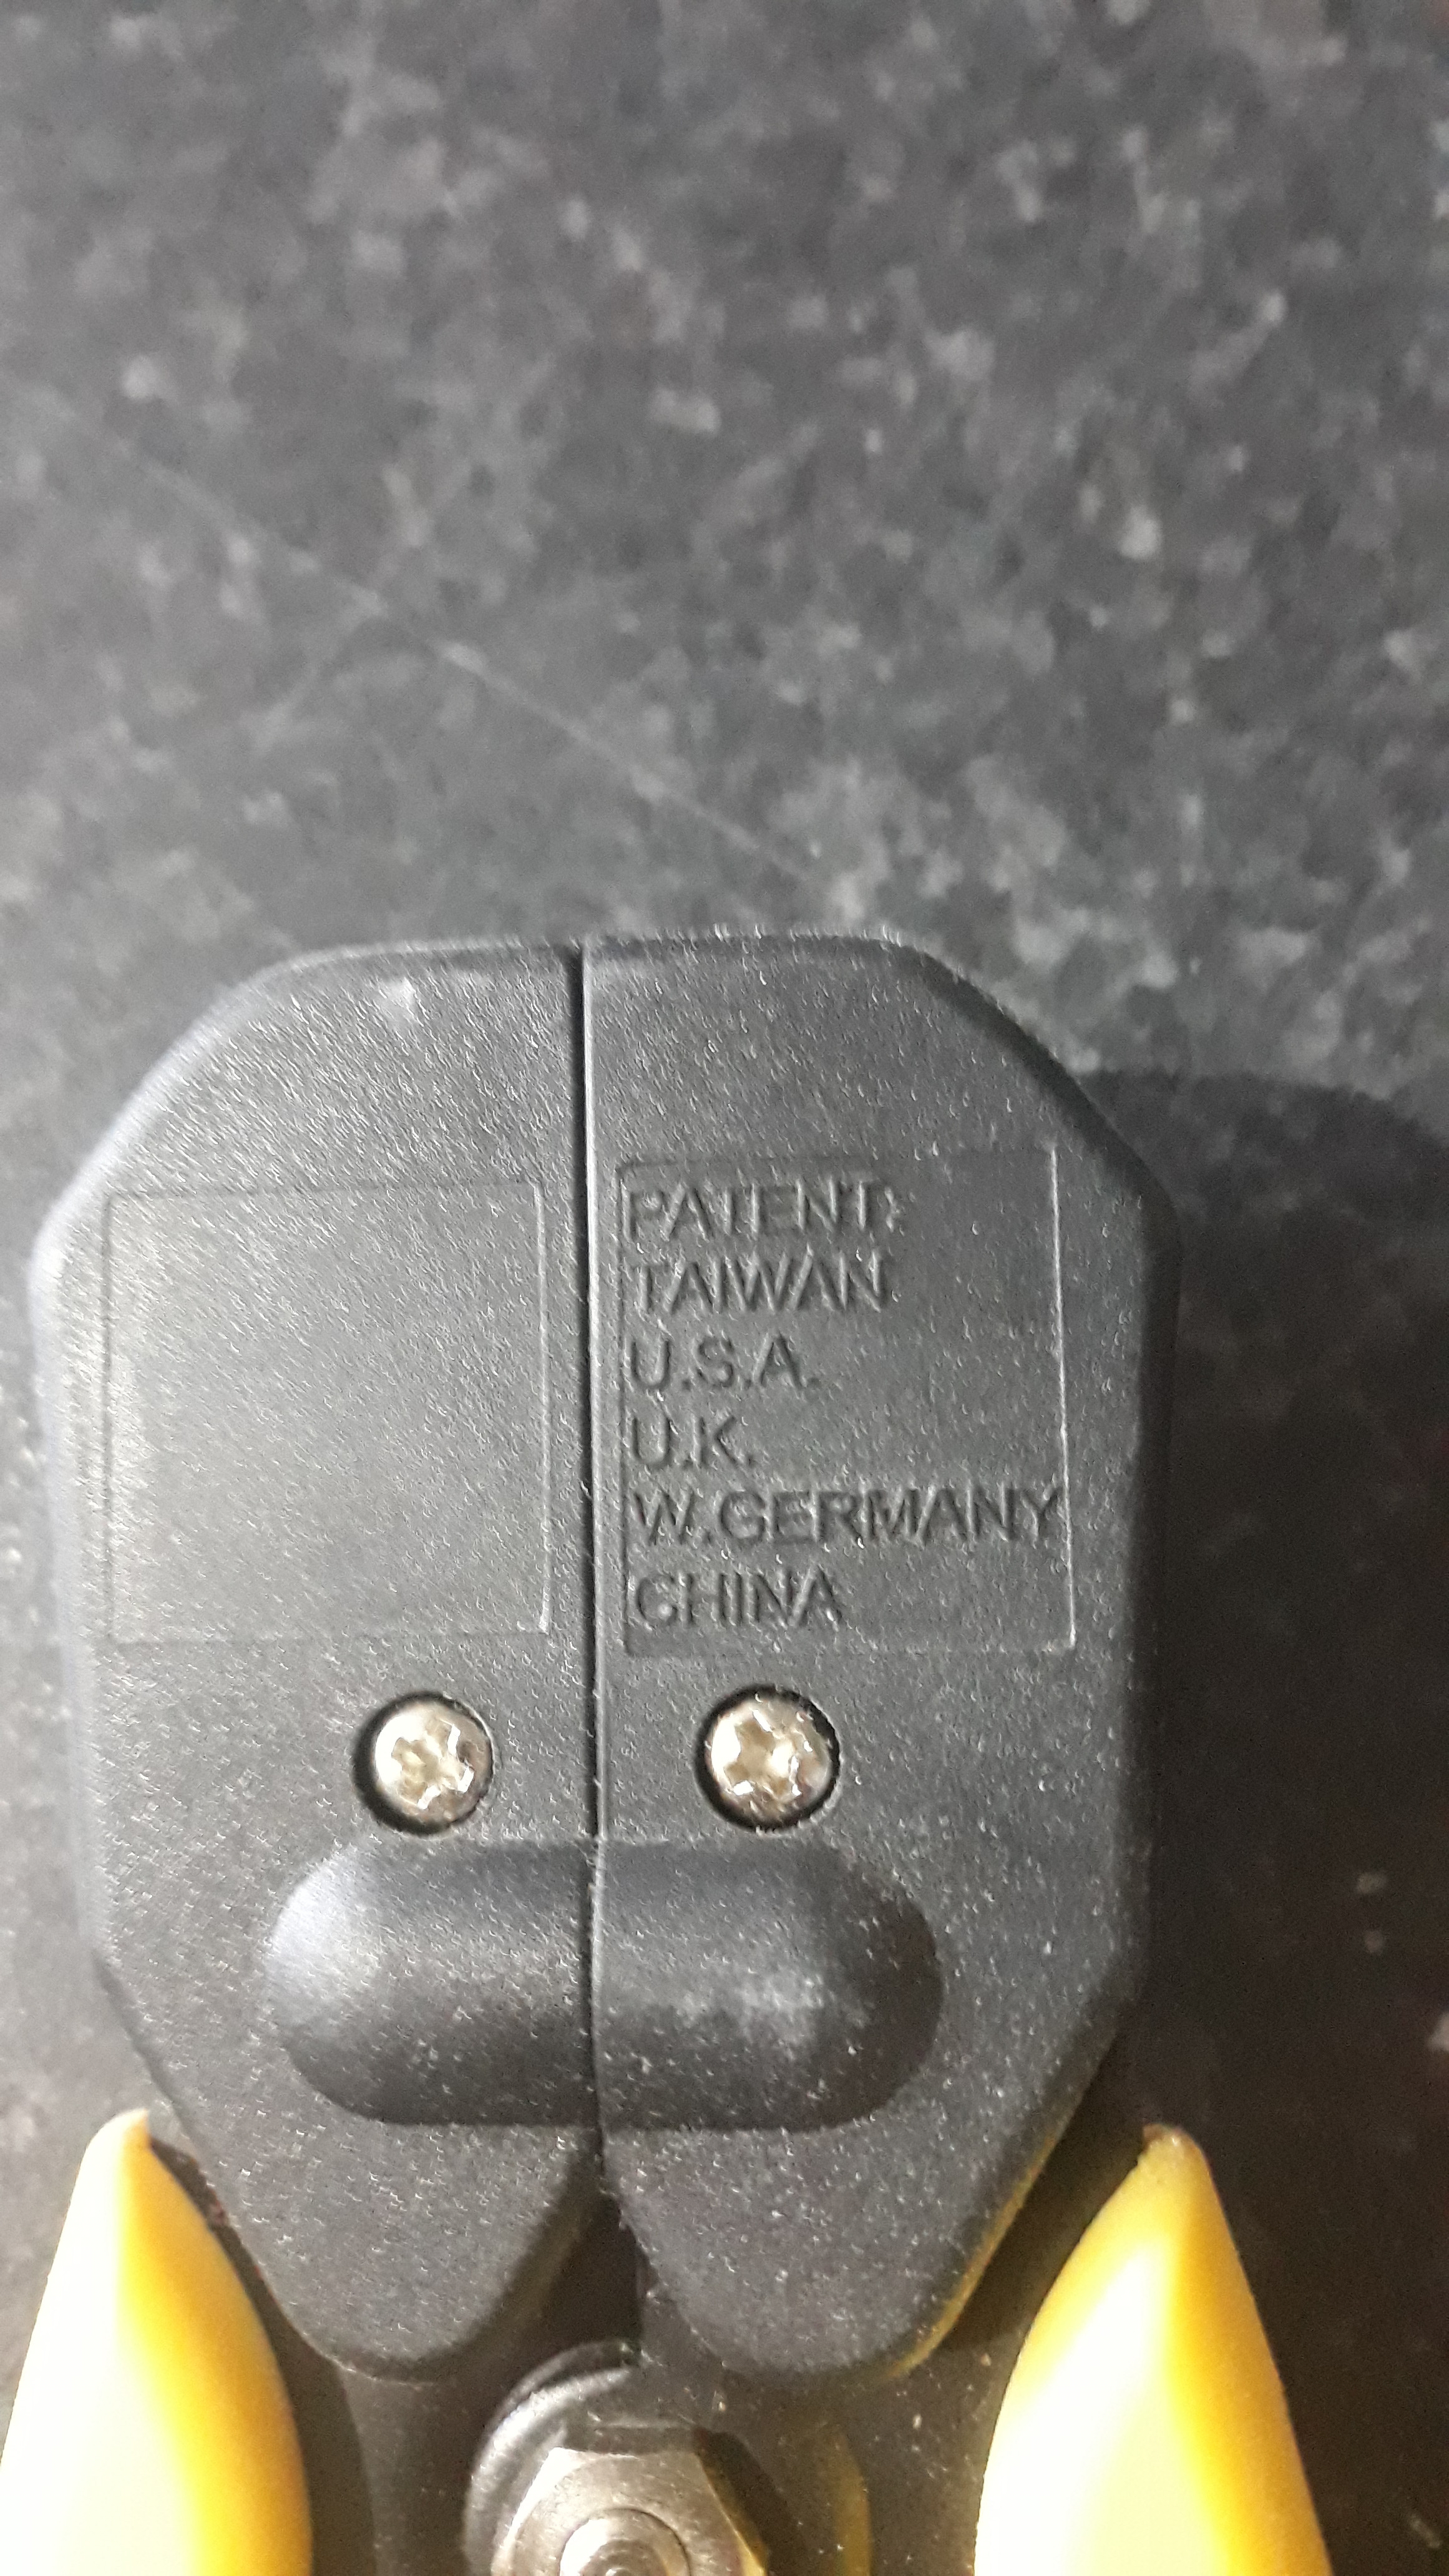 PATENT:
TAIWAN
U.S.A.
U.K.
W.GERMANY
CHINA